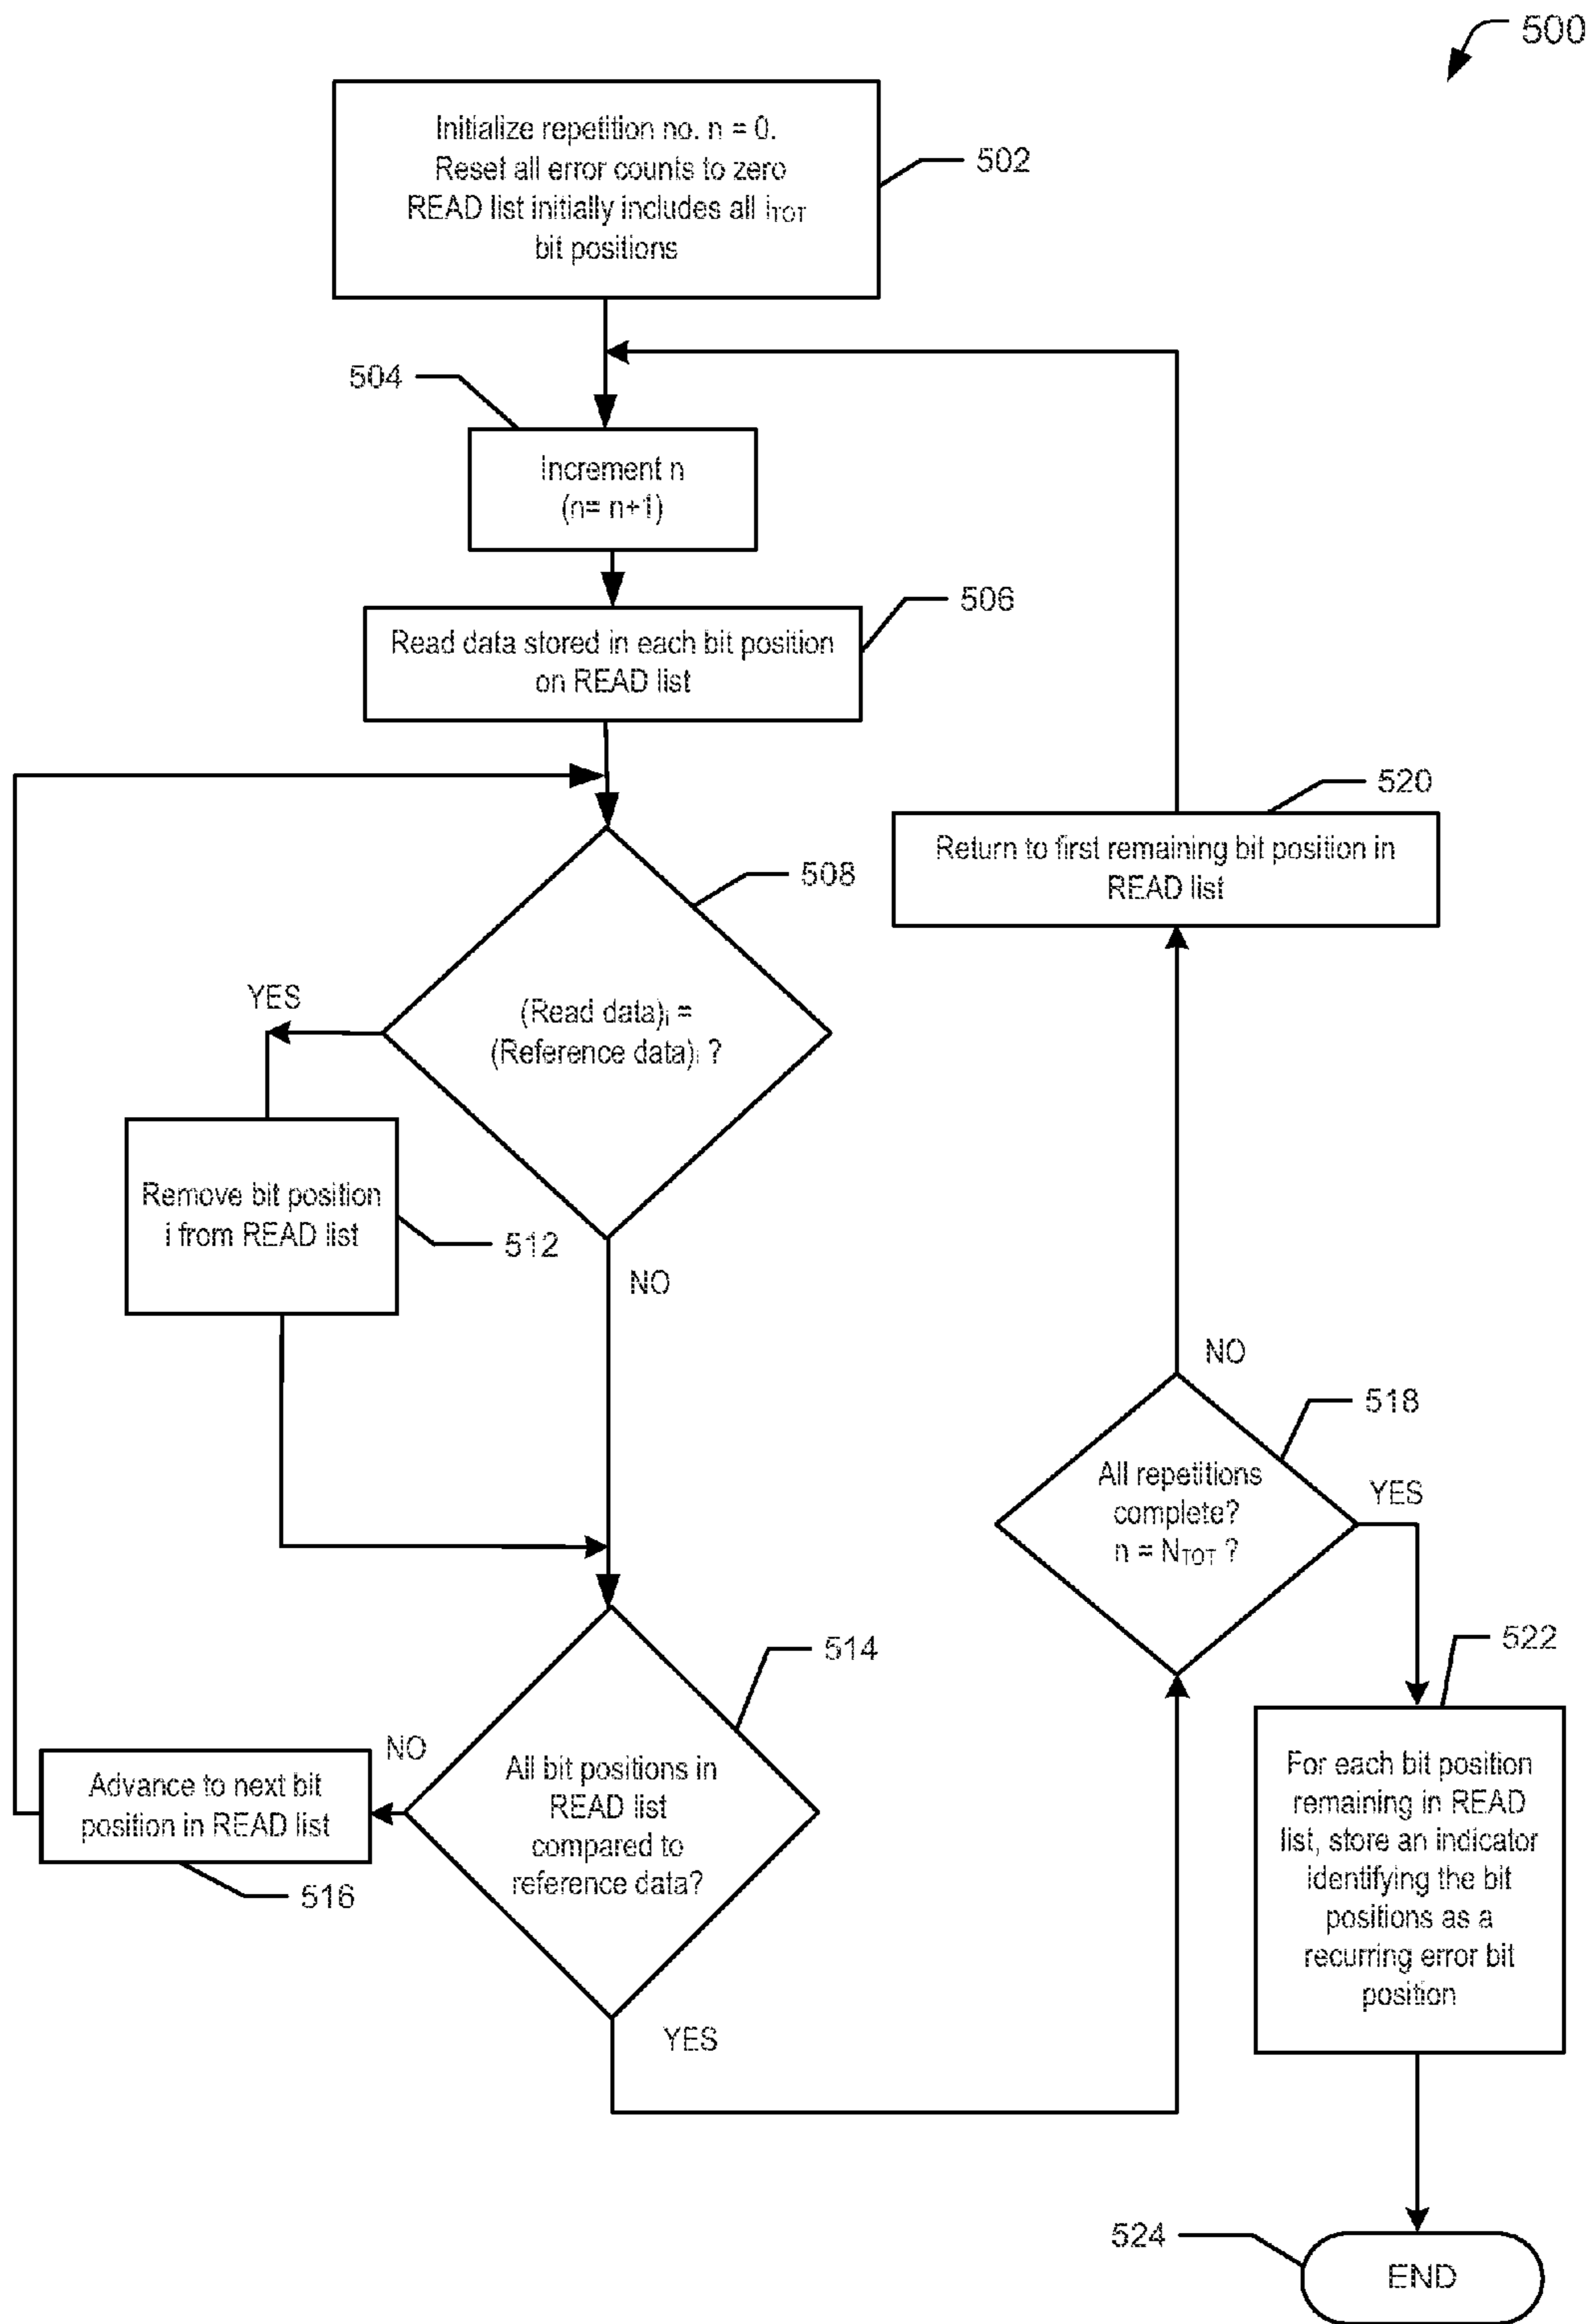 500
Initialize repetition no. n = 0.
Reset all error counts to zero
READ list initially includes all iTOT
bit positions
502
504
Increment n
(n= n+1)
506
Read data stored in each bit position
on READ list
520
Return to first remaining bit position in
READ list
508
YES
(Read data)i =
(Reference data)i ?
Remove bit position
i from READ list
512
NO
NO
518
All repetitions
complete?
n = NTOT ?
YES
514
522
NO
All bit positions in
READ list
compared to
reference data?
Advance to next bit
position in READ list
516
For each bit position
remaining in READ
list, store an indicator
identifying the bit
positions as a
recurring error bit
position
YES
524
END